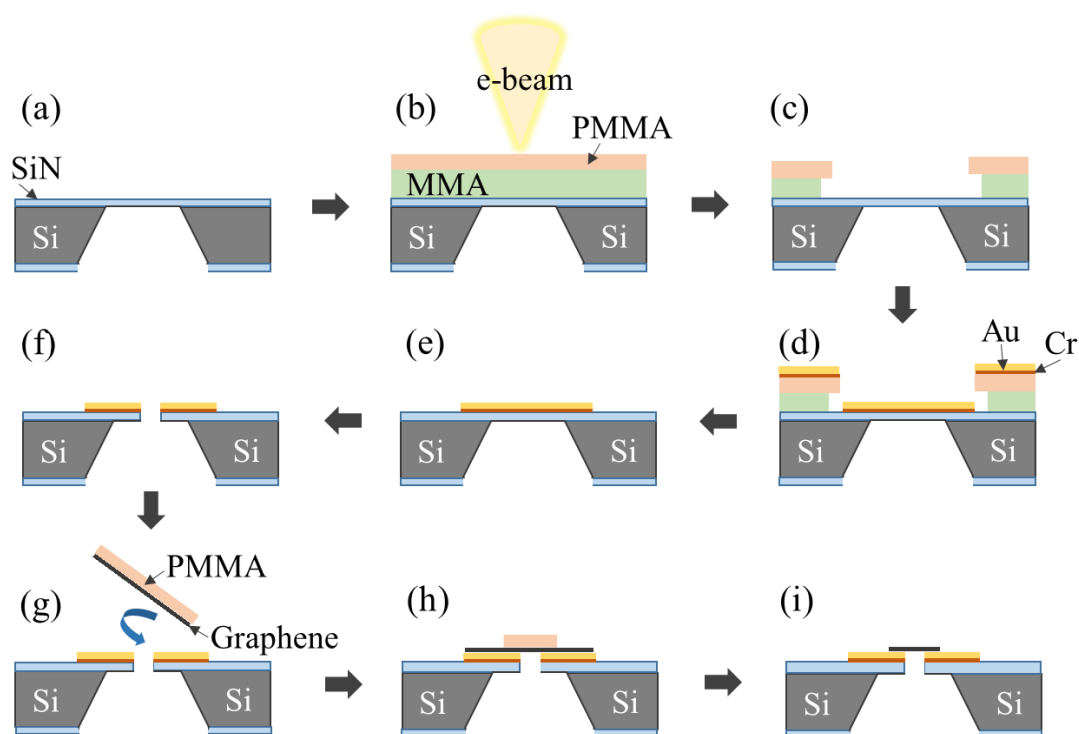 (a)
SiN
Si
(b)
e-beam
PMMA
MMA
Si
Si
(c)
Si
Si
(f)
Si
Si
(e)
Si
Si
(d)
Au
Cr
Si
Si
(g)
PMMA
Graphene
Si
Si
(h)
Si
Si
(i)
Si
Si